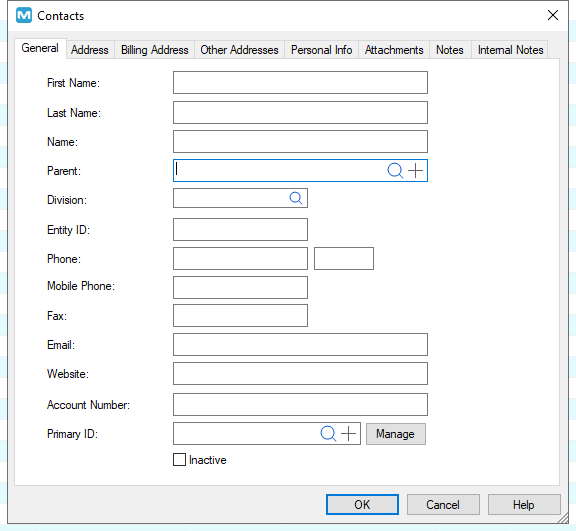 Contacts
General Address Billing Address Other Addresses Personal Info Attachments Notes Internal Notes
First Name:
Last Name:
Name:
Parent:
Division:
Entity ID:
Phone:
Mobile Phone:
Fax:
Email:
Website:
Account Number:
Primary ID: Manage
Inactive
OK Cancel Help